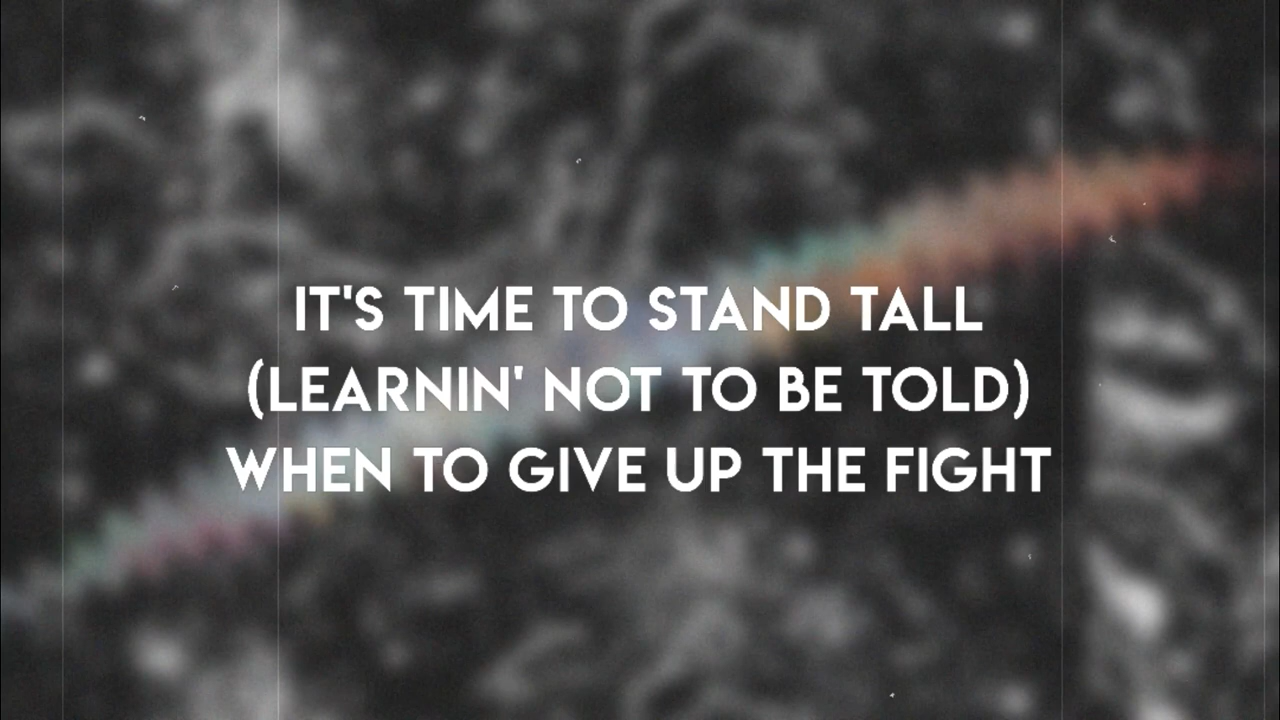 IT'S TIME TO STAND TALL
(LEARNIN' NOT TO BE TOLD)
WHEN TO GIVE UP THE FIGHT